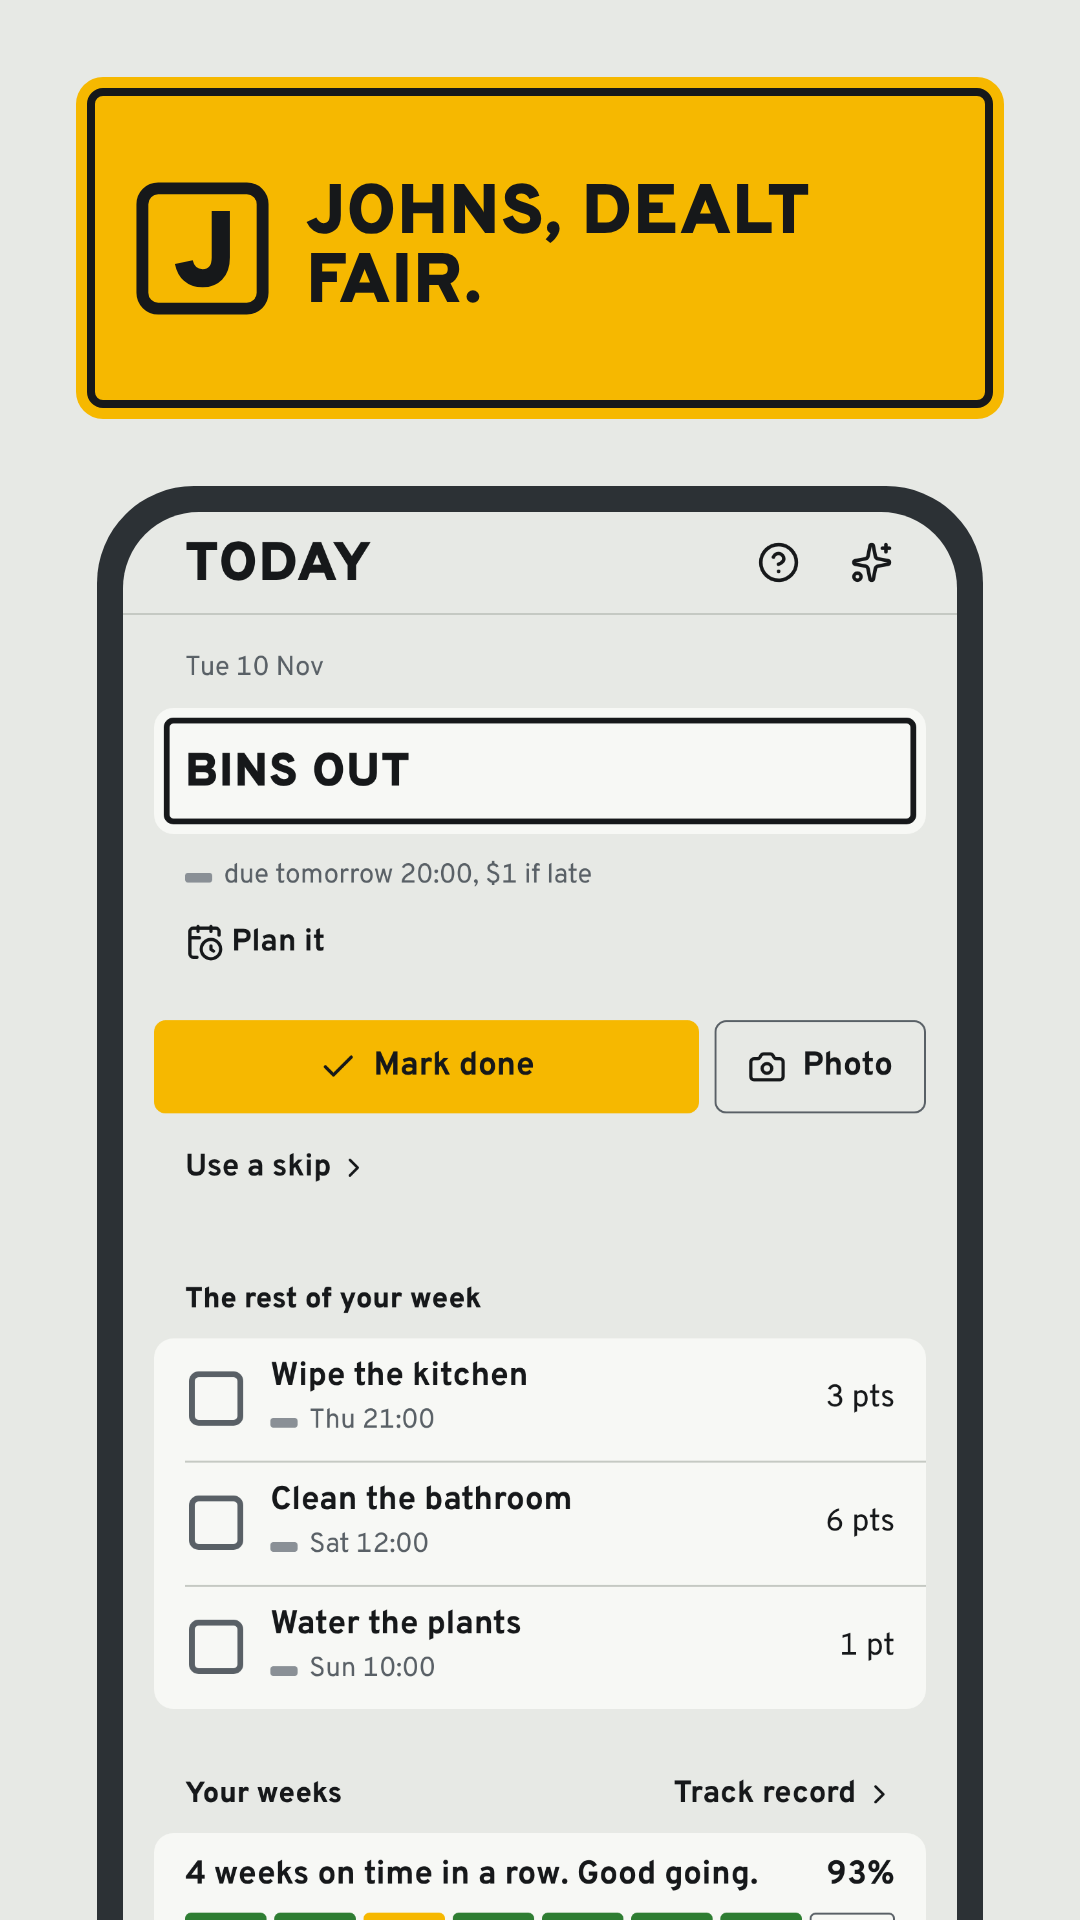 J
JOHNS, DEALT
FAIR.
TODAY
Tue 10 Nov
BINS OUT
due tomorrow 20:00, $1 if late
Plan it
Mark done
Photo
Use a skip
The rest of your week
Wipe the kitchen
3 pts
Thu 21:00
Clean the bathroom
6 pts
Sat 12:00
Water the plants
1 pt
Sun 10:00
Your weeks
Track record
4 weeks on time in a row. Good going.
93%